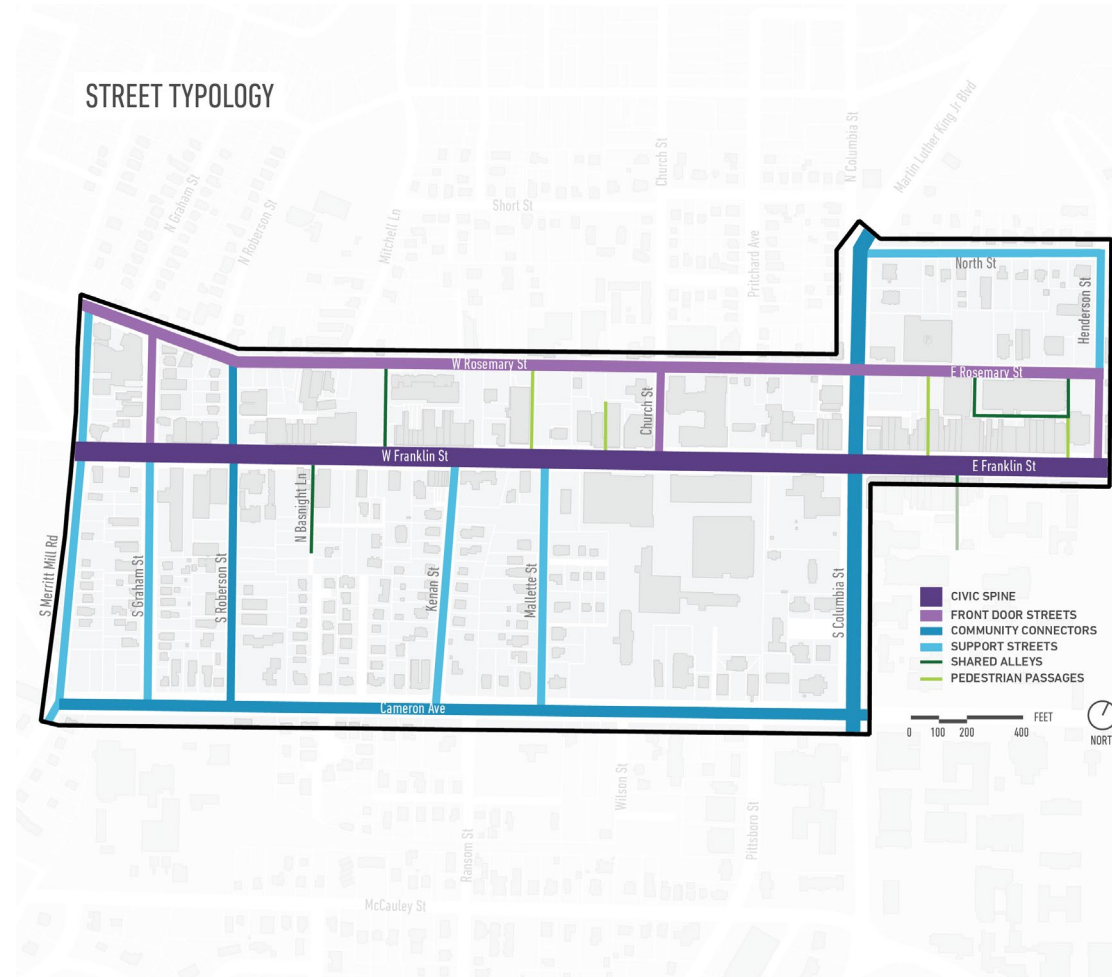 STREET TYPOLOGY
Martin Luther King Jr Blvd
N Columbia St
Church St
N Graham St
Short St
N Roberson St
Mitchell Ln
Pritchard Ave
North St
Henderson St
W Rosemary St
E Rosemary St
Church St
W Franklin St
E Franklin St
N Basnight Ln
S Merritt Mill Rd
S Graham St
S Roberson St
Kenan St
Mallette St
S Columbia St
CIVIC SPINE
FRONT DOOR STREETS
COMMUNITY CONNECTORS
SUPPORT STREETS
SHARED ALLEYS
PEDESTRIAN PASSAGES
Cameron Ave
FEET
0 100 200 400
NORT
Wilson St
Pittsboro St
Ransom St
McCauley St